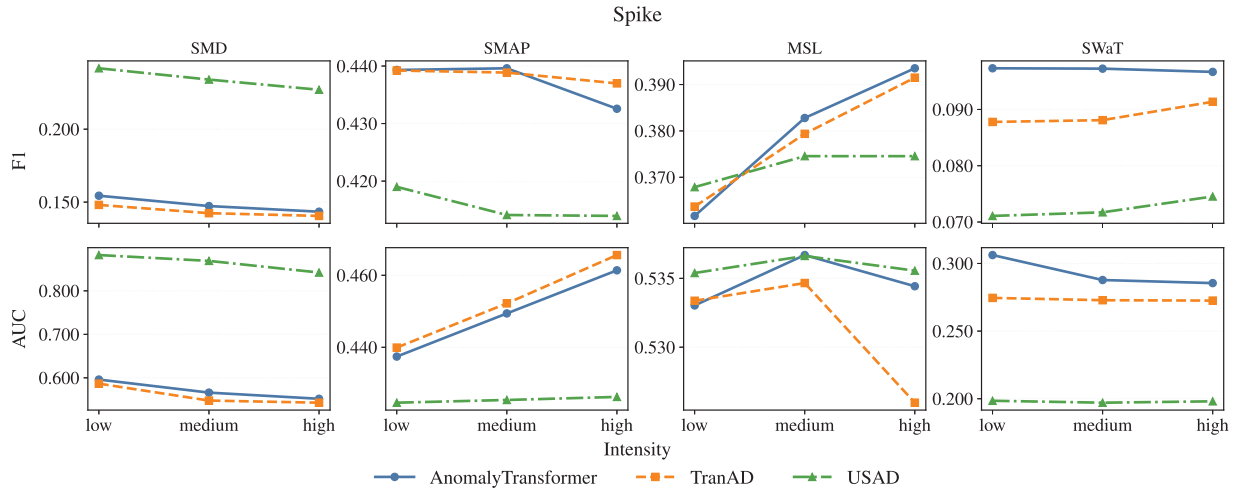 Spike
SMD
SMAP
MSL
SWaT
F1
0.200
0.150
0.440
0.430
0.420
0.390
0.380
0.370
0.090
0.080
0.070
AUC
0.800
0.700
0.600
0.460
0.440
0.535
0.530
0.300
0.250
0.200
low medium high
low medium high
low medium high
low medium high
Intensity
AnomalyTransformer TranAD USAD